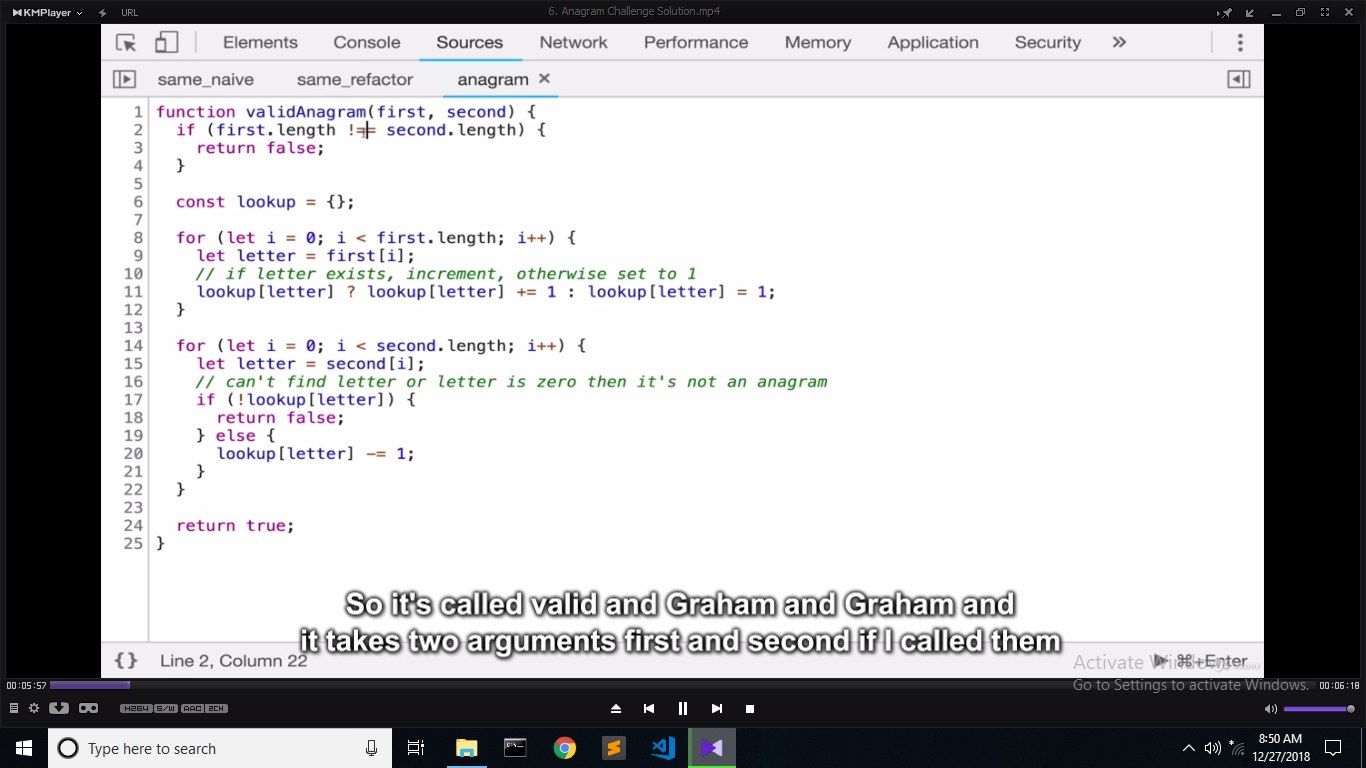 KMPlayer
URL
6. Anagram Challenge Solution.mp4
Elements Console Sources Network Performance Memory Application Security »
same_naive same_refactor anagram ×
1 function validAnagram(first, second) {
2 if (first.length !== second.length) {
3 return false;
4 }
5
6 const lookup = {};
7
8 for (let i = 0; i < first.length; i++) {
9 let letter = first[i];
10 // if letter exists, increment, otherwise set to 1
11 lookup[letter] ? lookup[letter] += 1 : lookup[letter] = 1;
12 }
13
14 for (let i = 0; i < second.length; i++) {
15 let letter = second[i];
16 // can't find letter or letter is zero then it's not an anagram
17 if (!lookup[letter]) {
18 return false;
19 } else {
20 lookup[letter] -= 1;
21 }
22 }
23
24 return true;
25 }
So it's called valid and Graham and Graham and
it takes two arguments first and second if I called them
{} Line 2, Column 22
⌘+Enter
Activate Windows
Go to Settings to activate Windows.
00:05:57
00:06:18
H264 S/W AAC 2CH
Type here to search
8:50 AM
12/27/2018